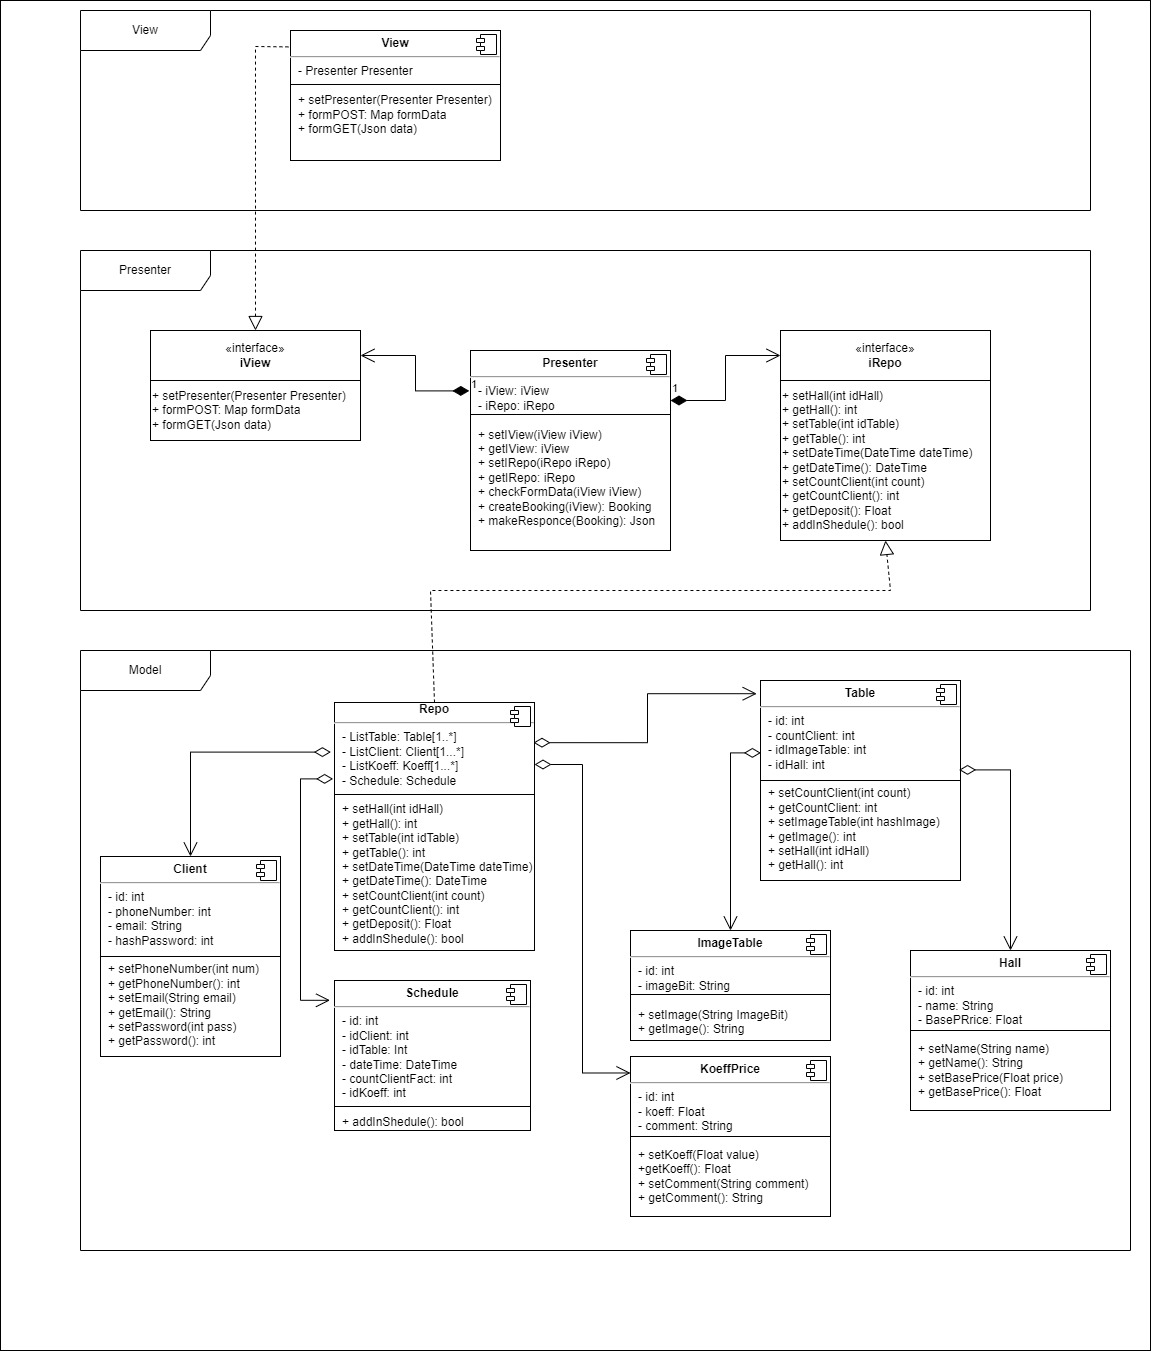 View
View
- Presenter Presenter
+ setPresenter(Presenter Presenter)
+ formPOST: Map formData
+ formGET(Json data)
Presenter
«interface»
iView
+ setPresenter(Presenter Presenter)
+ formPOST: Map formData
+ formGET(Json data)
Presenter
1
- iView: iView
- iRepo: iRepo
+ setIView(iView iView)
+ getIView: iView
+ setIRepo(iRepo iRepo)
+ getIRepo: iRepo
+ checkFormData(iView iView)
+ createBooking(iView): Booking
+ makeResponce(Booking): Json
1
«interface»
iRepo
+ setHall(int idHall)
+ getHall(): int
+ setTable(int idTable)
+ getTable(): int
+ setDateTime(DateTime dateTime)
+ getDateTime(): DateTime
+ setCountClient(int count)
+ getCountClient(): int
+ getDeposit(): Float
+ addInShedule(): bool
Model
Repo
- ListTable: Table[1..*]
- ListClient: Client[1...*]
- ListKoeff: Koeff[1...*]
- Schedule: Schedule
+ setHall(int idHall)
+ getHall(): int
+ setTable(int idTable)
+ getTable(): int
+ setDateTime(DateTime dateTime)
+ getDateTime(): DateTime
+ setCountClient(int count)
+ getCountClient(): int
+ getDeposit(): Float
+ addInShedule(): bool
Table
- id: int
- countClient: int
- idImageTable: int
- idHall: int
+ setCountClient(int count)
+ getCountClient: int
+ setImageTable(int hashImage)
+ getImage(): int
+ setHall(int idHall)
+ getHall(): int
Client
- id: int
- phoneNumber: int
- email: String
- hashPassword: int
+ setPhoneNumber(int num)
+ getPhoneNumber(): int
+ setEmail(String email)
+ getEmail(): String
+ setPassword(int pass)
+ getPassword(): int
Schedule
- id: int
- idClient: int
- idTable: Int
- dateTime: DateTime
- countClientFact: int
- idKoeff: int
+ addInShedule(): bool
ImageTable
- id: int
- imageBit: String
+ setImage(String ImageBit)
+ getImage(): String
Hall
- id: int
- name: String
- BasePRrice: Float
+ setName(String name)
+ getName(): String
+ setBasePrice(Float price)
+ getBasePrice(): Float
KoeffPrice
- id: int
- koeff: Float
- comment: String
+ setKoeff(Float value)
+getKoeff(): Float
+ setComment(String comment)
+ getComment(): String